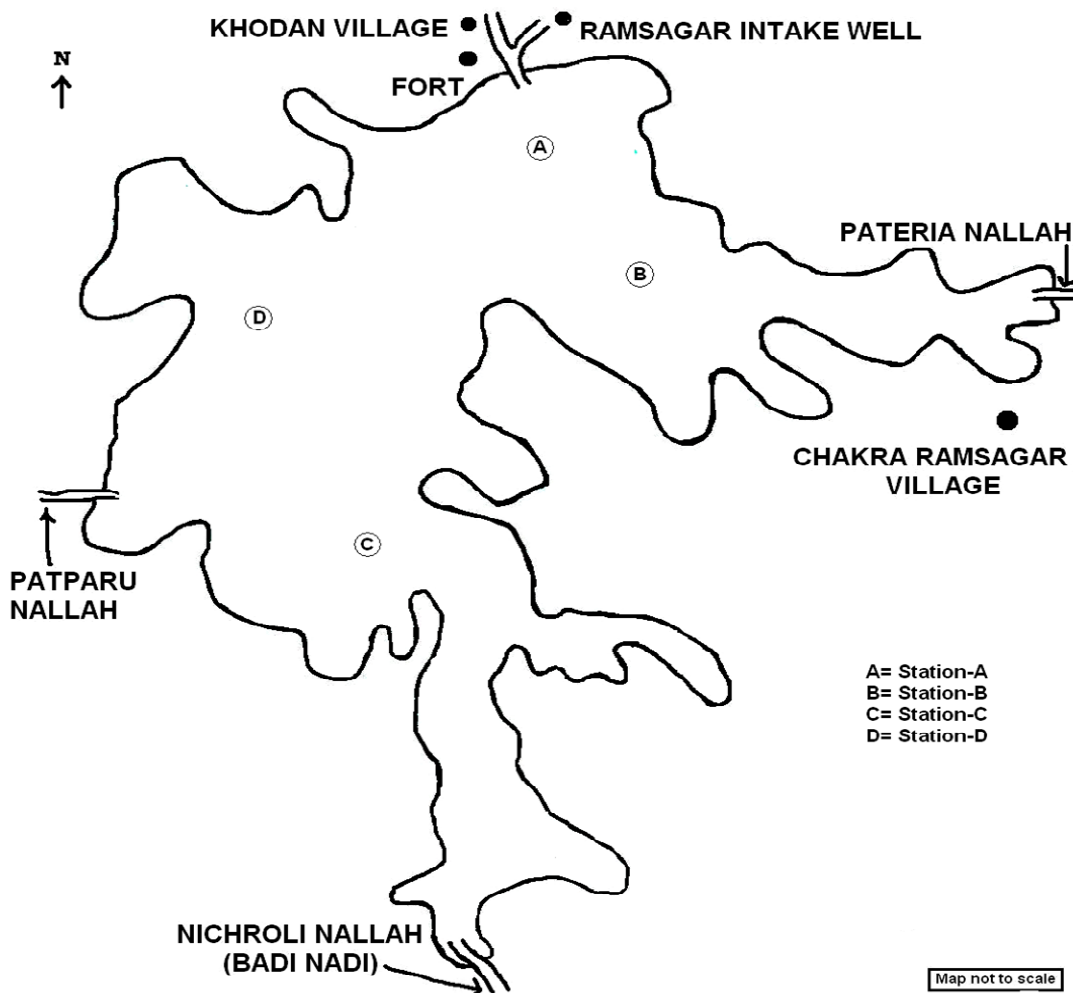 KHODAN VILLAGE
RAMSAGAR INTAKE WELL
N
FORT
A
PATERIA NALLAH
B
D
CHAKRA RAMSAGAR
VILLAGE
C
PATPARU
NALLAH
A= Station-A
B= Station-B
C= Station-C
D= Station-D
NICHROLI NALLAH
(BADI NADI)
Map not to scale